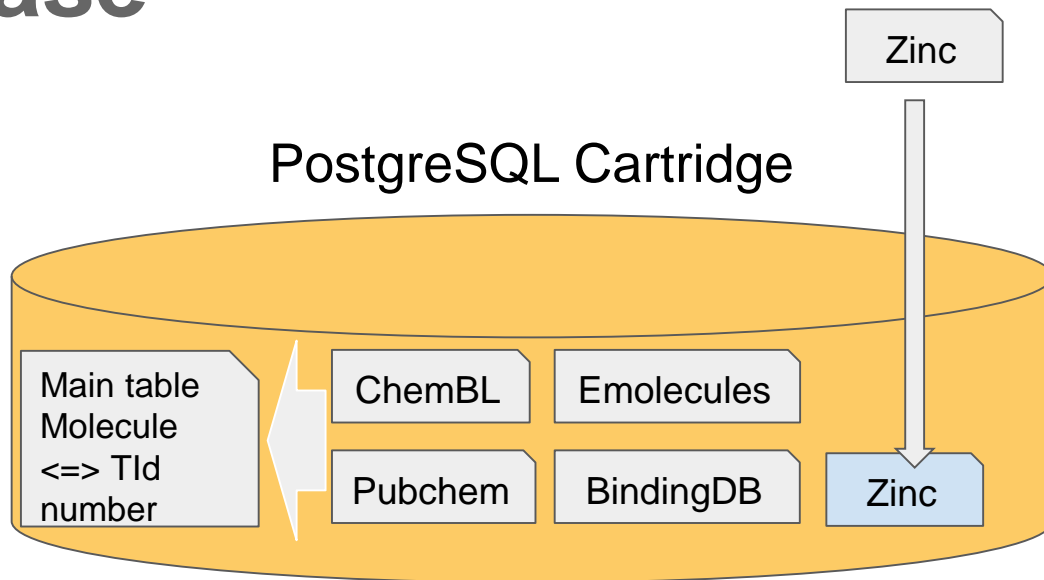 Zinc
PostgreSQL Cartridge
Main table
Molecule
<=> TId
number
ChemBL
Emolecules
Pubchem
BindingDB
Zinc